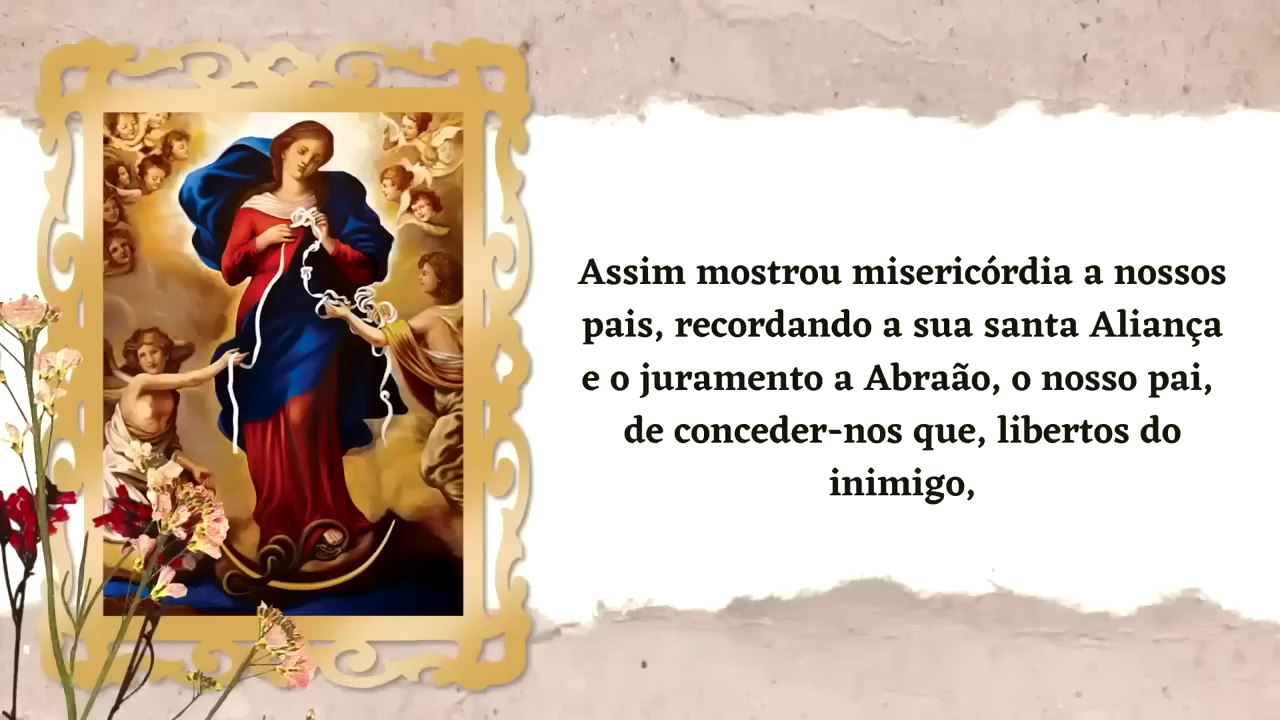 Assim mostrou misericórdia a nossos
pais, recordando a sua santa Aliança
e o juramento a Abraão, o nosso pai,
de conceder-nos que, libertos do
inimigo,